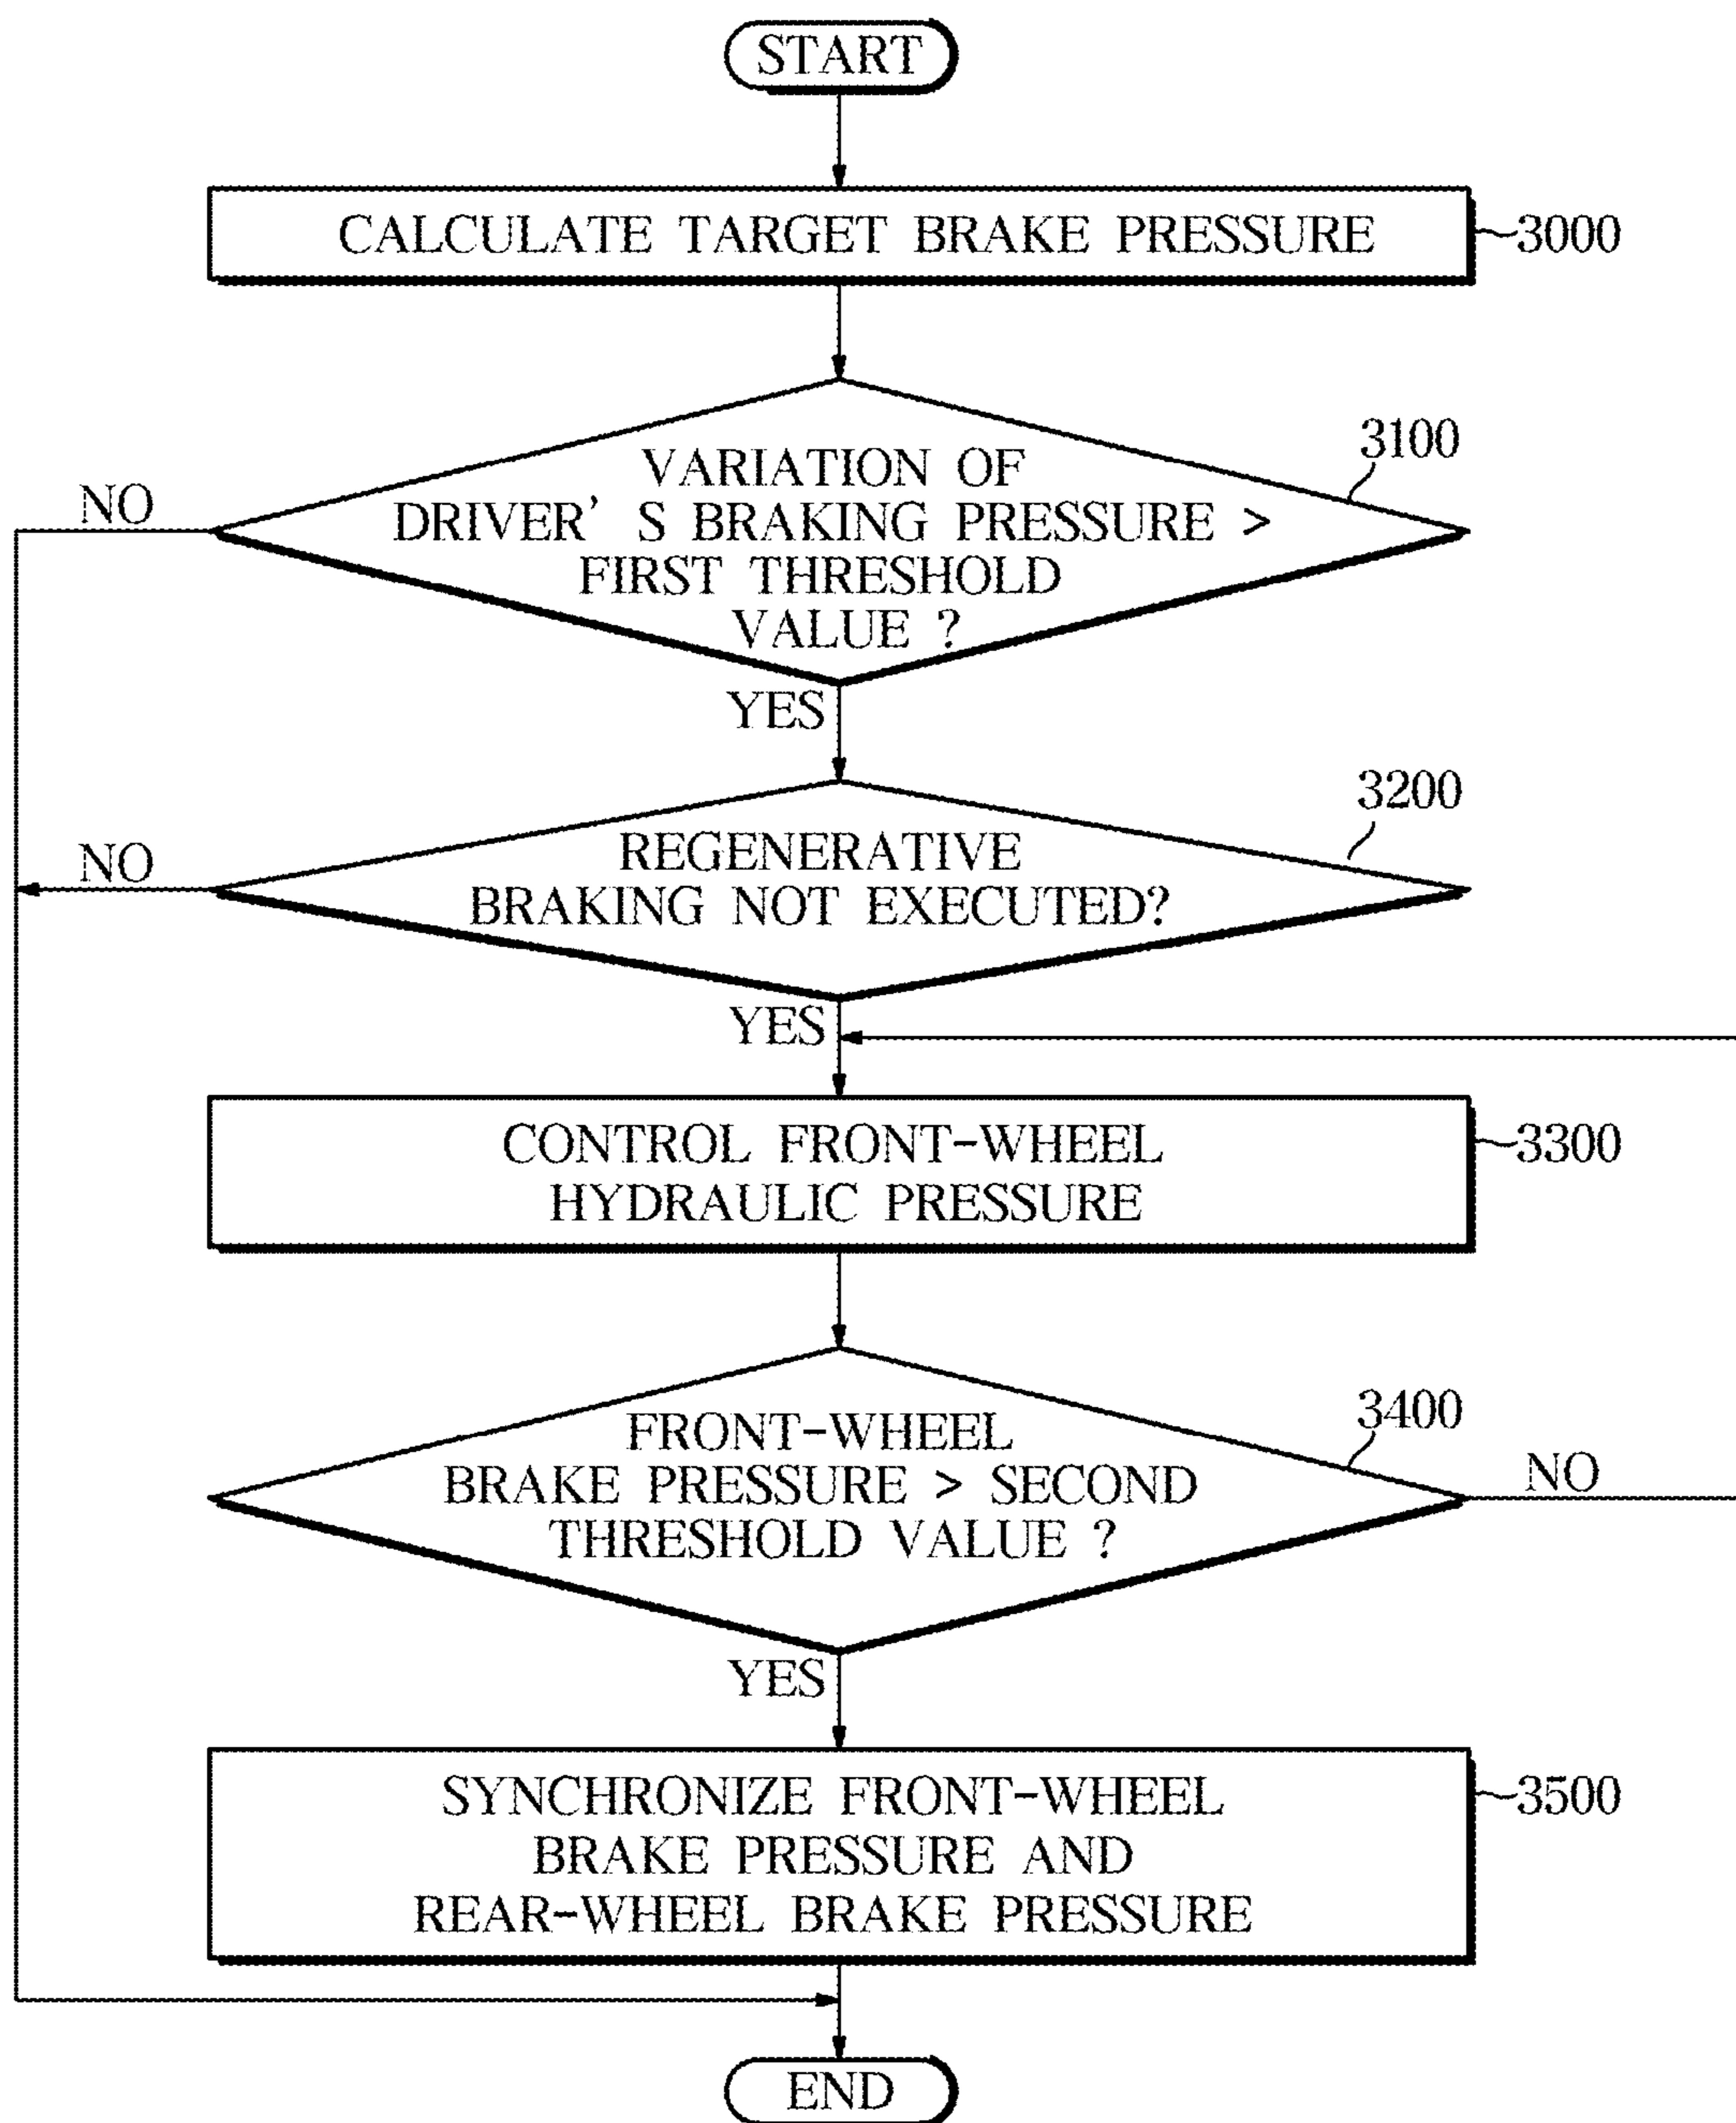 START
CALCULATE TARGET BRAKE PRESSURE
3000
3100
VARIATION OF
DRIVER' S BRAKING PRESSURE >
FIRST THRESHOLD
VALUE ?
NO
YES
3200
REGENERATIVE
BRAKING NOT EXECUTED?
NO
YES
CONTROL FRONT-WHEEL
HYDRAULIC PRESSURE
3300
3400
FRONT-WHEEL
BRAKE PRESSURE > SECOND
THRESHOLD VALUE ?
NO
YES
SYNCHRONIZE FRONT-WHEEL
BRAKE PRESSURE AND
REAR-WHEEL BRAKE PRESSURE
3500
END